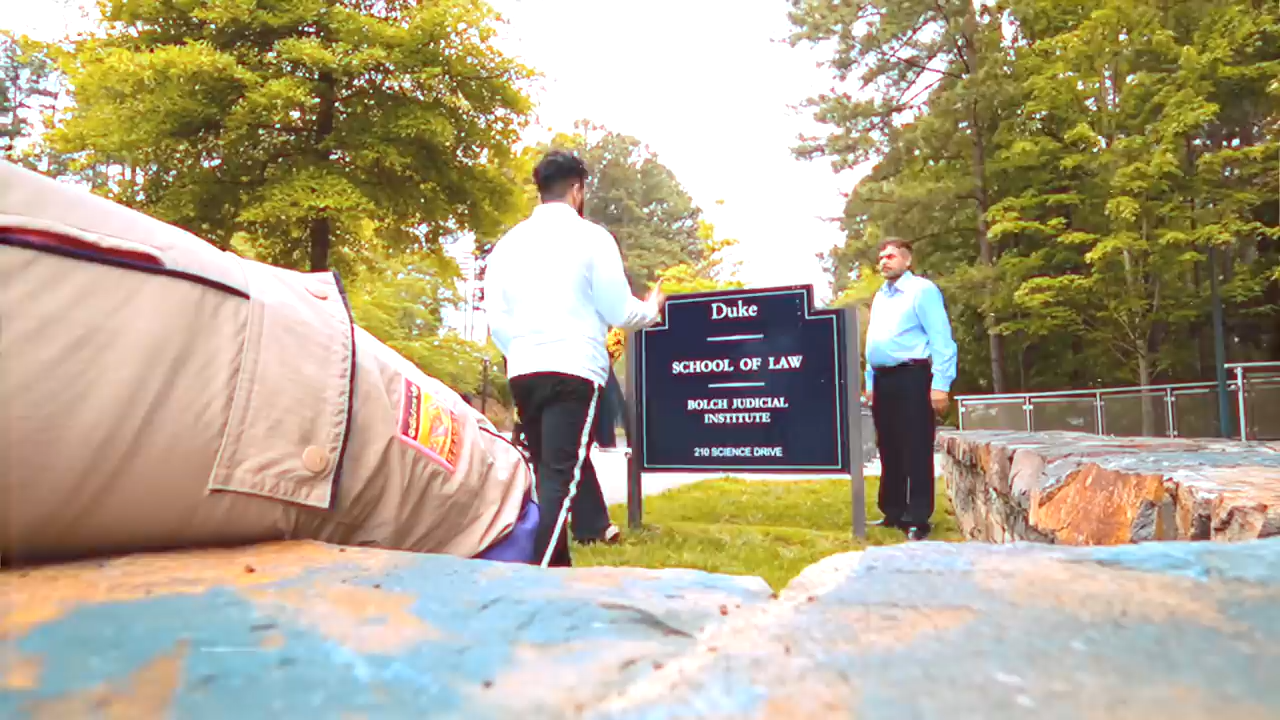 Duke
SCHOOL OF LAW
BOLCH JUDICIAL
INSTITUTE
210 SCIENCE DRIVE